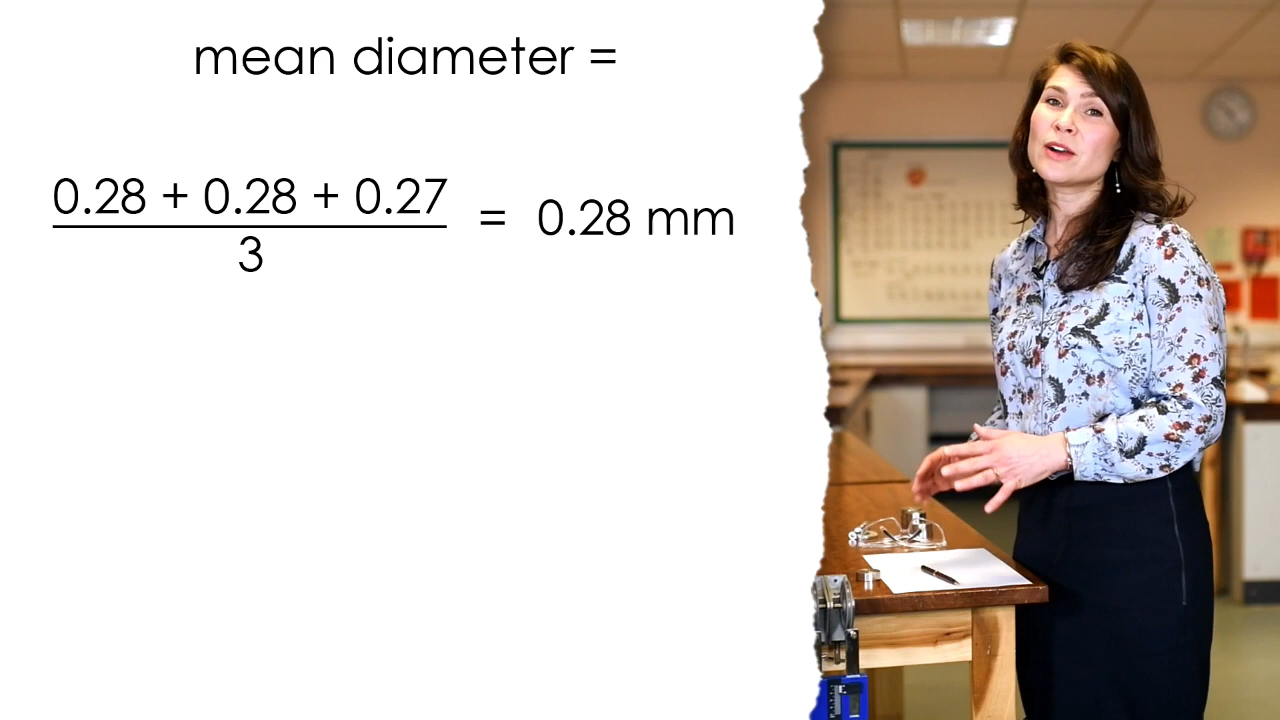 mean diameter =
0.28 + 0.28 + 0.27
3
= 0.28 mm